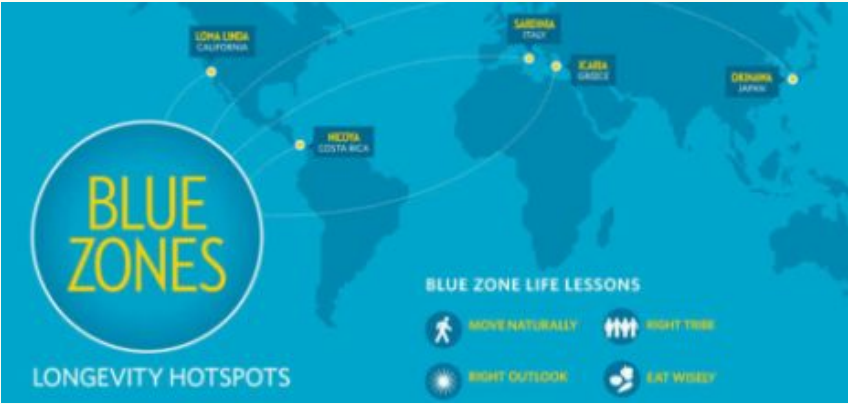 LOMA LINDA
CALIFORNIA
SARDINIA
ITALY
ICARIA
GREECE
OKINAWA
JAPAN
NICOYA
COSTA RICA
BLUE
ZONES
LONGEVITY HOTSPOTS
BLUE ZONE LIFE LESSONS
MOVE NATURALLY
RIGHT TRIBE
RIGHT OUTLOOK
EAT WISELY